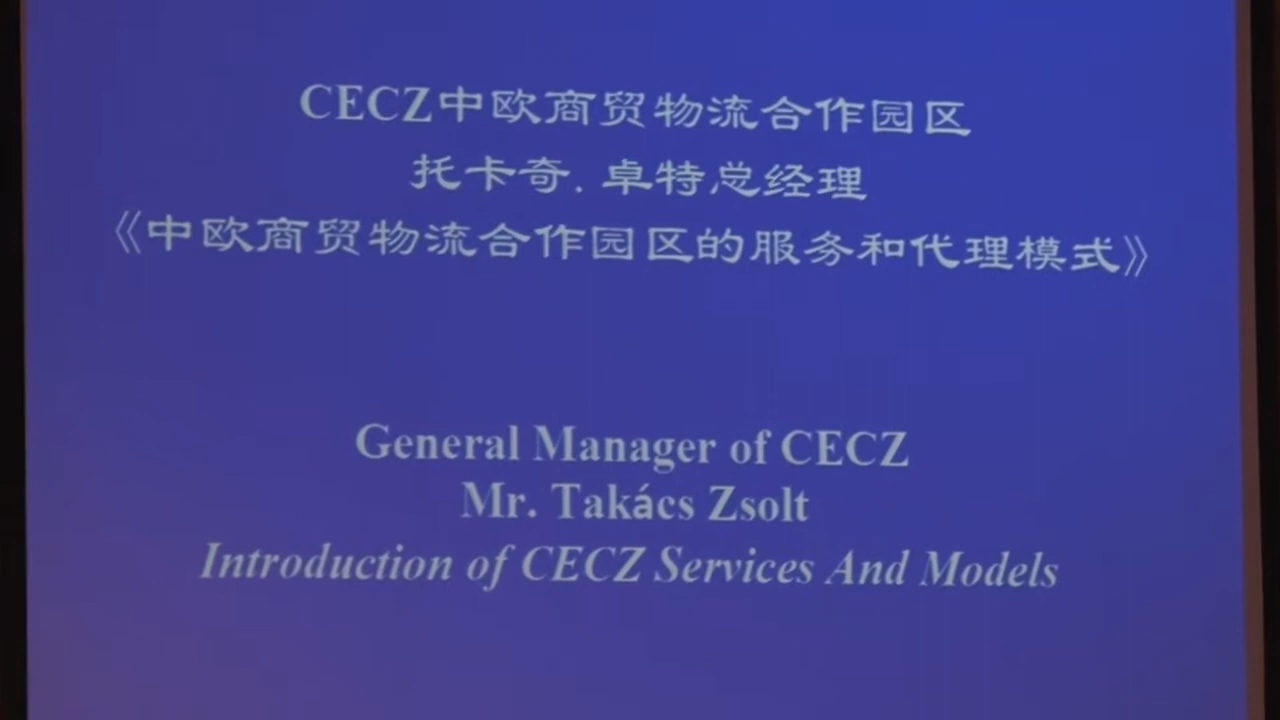 CECZ中欧商贸物流合作园区
托卡奇.卓特总经理
《中欧商贸物流合作园区的服务和代理模式》
General Manager of CECZ
Mr. Takács Zsolt
Introduction of CECZ Services And Models